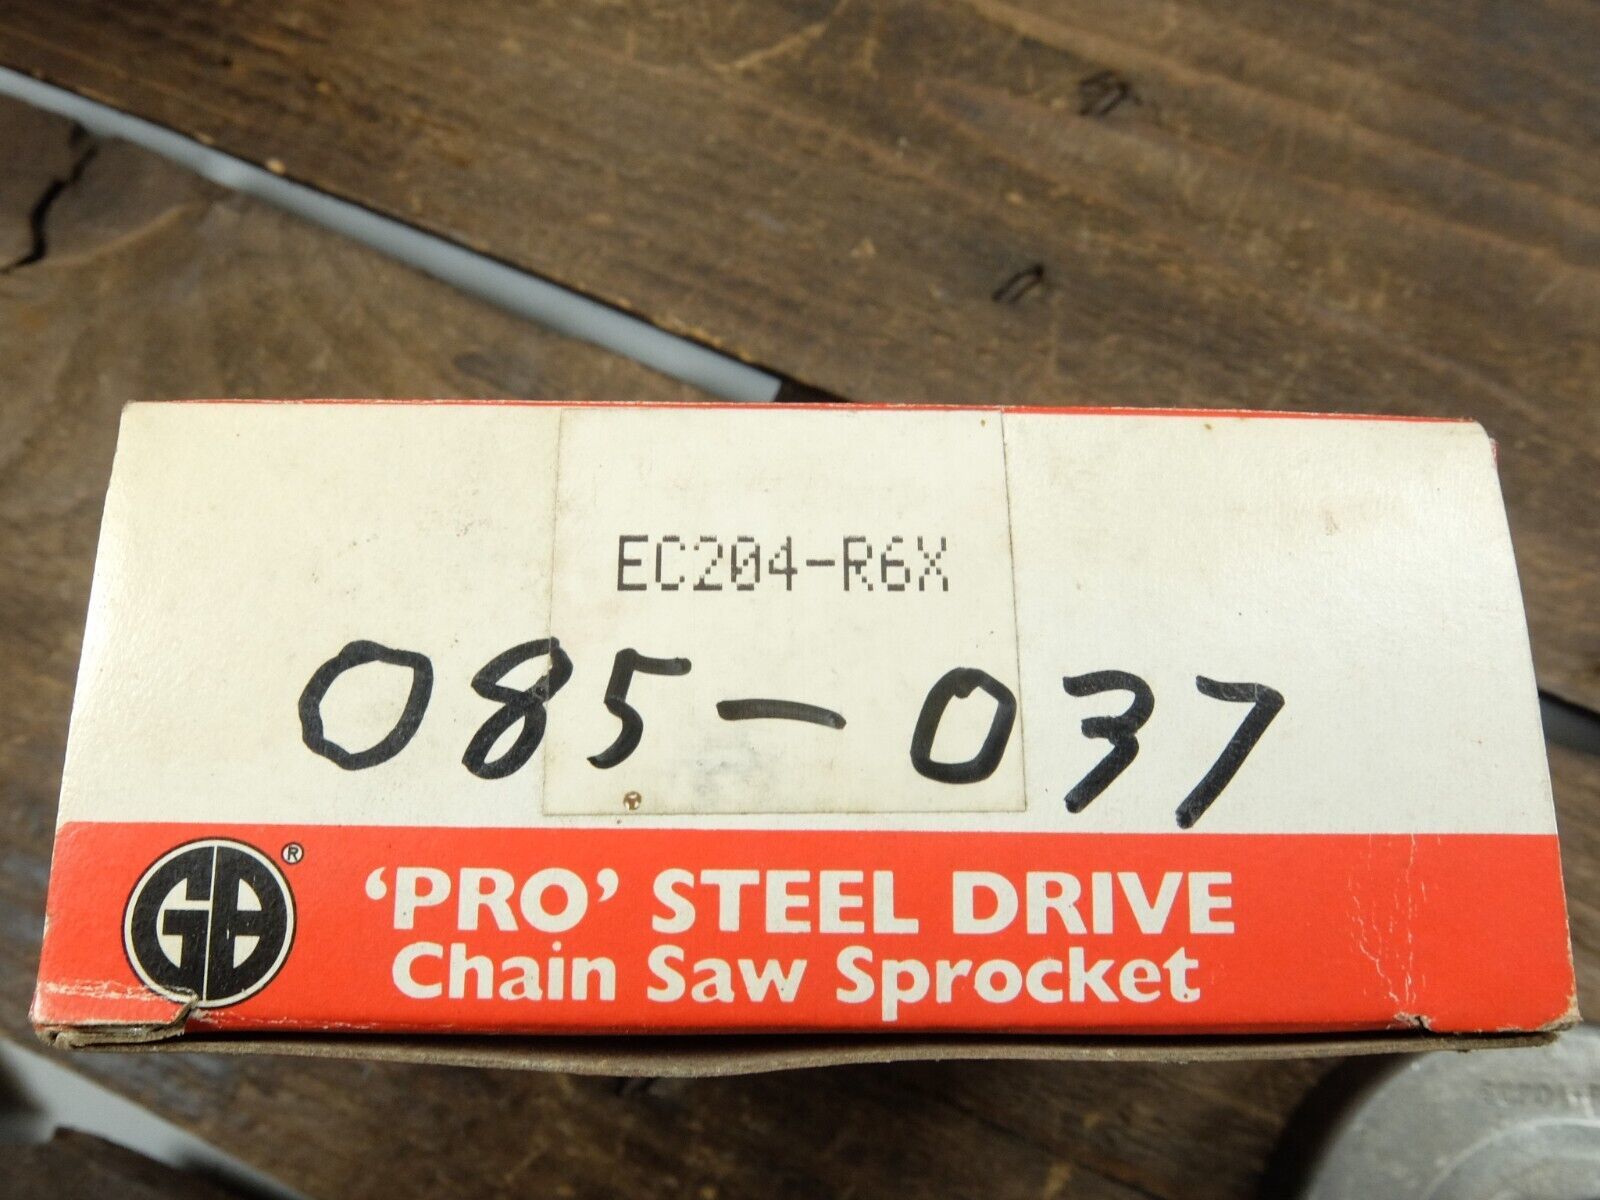 EC204-R6X
085-037
GB®
'PRO' STEEL DRIVE
Chain Saw Sprocket